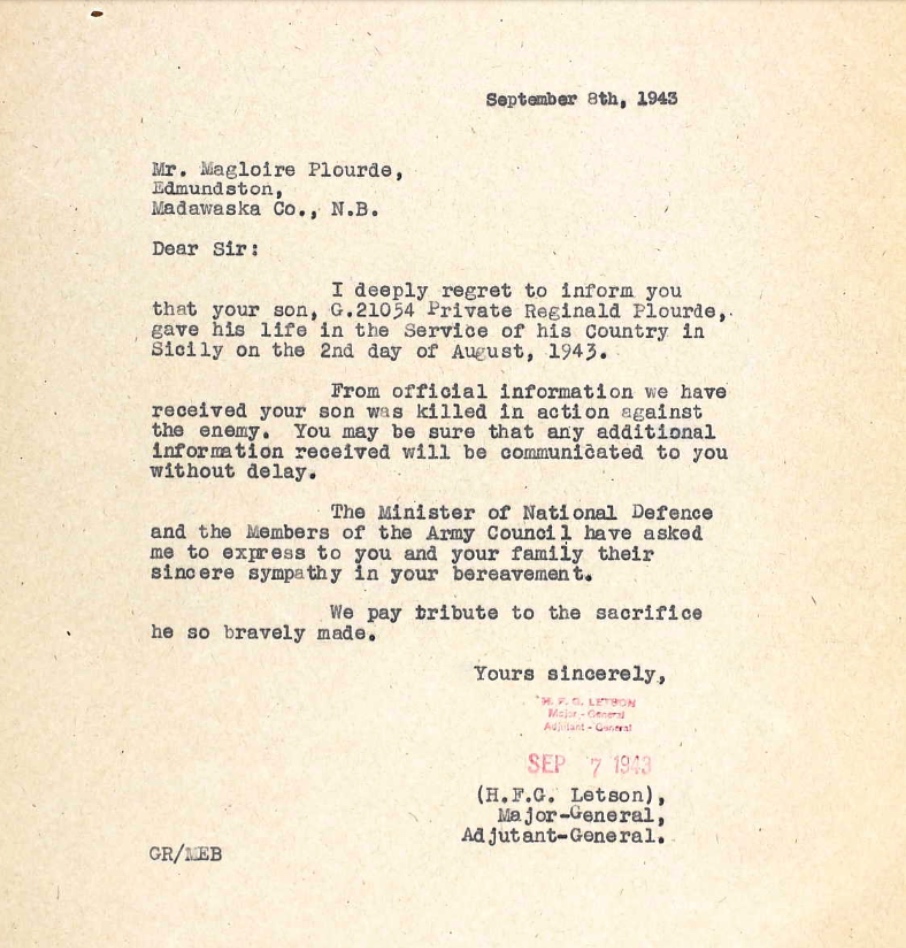 September 8th, 1943
Mr. Magloire Plourde,
Edmundston,
Madawaska Co., N.B.
Dear Sir:
I deeply regret to inform you
that your son, G.21054 Private Reginald Plourde,
gave his life in the Service of his Country in
Sicily on the 2nd day of August, 1943.
From official information we have
received your son was killed in action against
the enemy. You may be sure that any additional
information received will be communicated to you
without delay.
The Minister of National Defence
and the Members of the Army Council have asked
me to express to you and your family their
sincere sympathy in your bereavement.
We pay tribute to the sacrifice
he so bravely made.
Yours sincerely,
H. F. G. LETSON
Major - General
Adjutant - General
SEP 7 1943
(H.F.G. Letson),
Major-General,
Adjutant-General.
GR/MEB